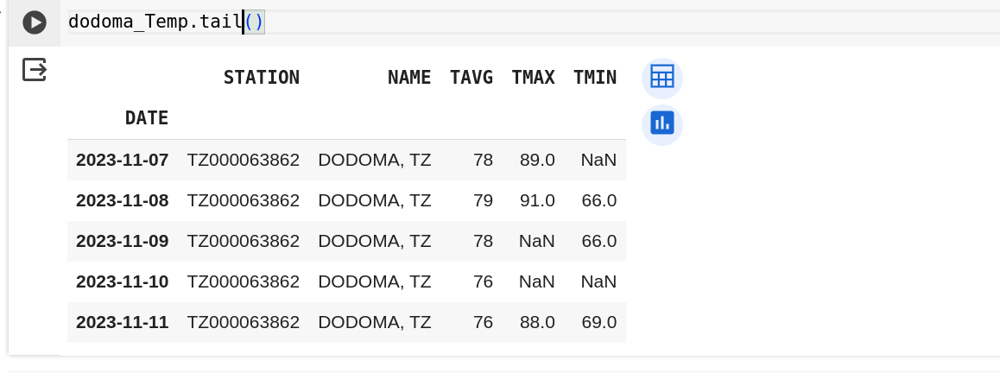 dodoma_Temp.tail()
STATION NAME TAVG TMAX TMIN
DATE
2023-11-07 TZ000063862 DODOMA, TZ 78 89.0 NaN
2023-11-08 TZ000063862 DODOMA, TZ 79 91.0 66.0
2023-11-09 TZ000063862 DODOMA, TZ 78 NaN 66.0
2023-11-10 TZ000063862 DODOMA, TZ 76 NaN NaN
2023-11-11 TZ000063862 DODOMA, TZ 76 88.0 69.0